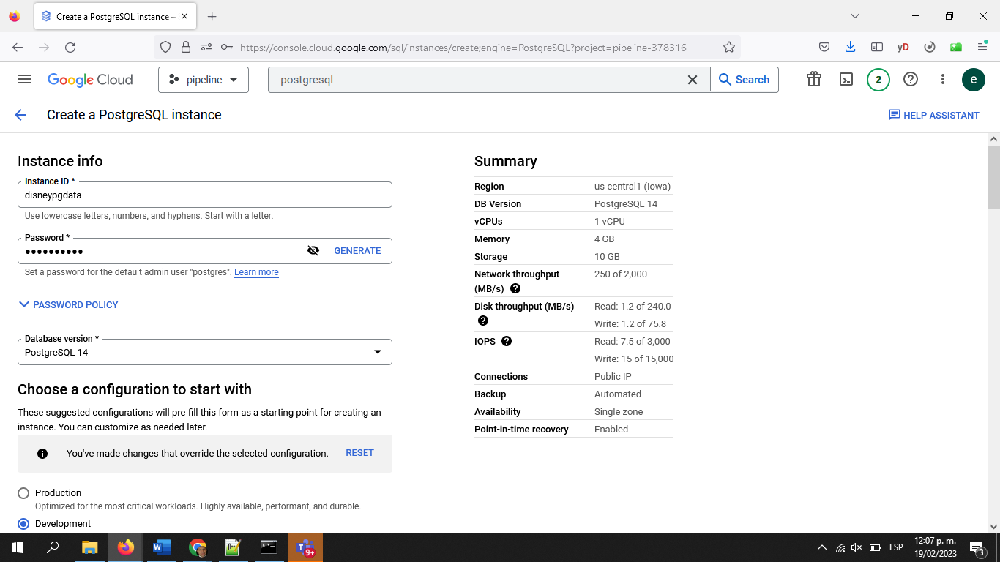 Create a PostgreSQL instance –
https://console.cloud.google.com/sql/instances/create;engine=PostgreSQL?project=pipeline-378316
yD
Google Cloud
pipeline
postgresql
Search
2
e
Create a PostgreSQL instance
HELP ASSISTANT
Instance info
Instance ID *
disneypgdata
Use lowercase letters, numbers, and hyphens. Start with a letter.
Password *
••••••••••
GENERATE
Set a password for the default admin user "postgres". Learn more
PASSWORD POLICY
Database version *
PostgreSQL 14
Choose a configuration to start with
These suggested configurations will pre-fill this form as a starting point for creating an
instance. You can customize as needed later.
You've made changes that override the selected configuration.
RESET
Production
Optimized for the most critical workloads. Highly available, performant, and durable.
Development
Summary
Region us-central1 (Iowa)
DB Version PostgreSQL 14
vCPUs 1 vCPU
Memory 4 GB
Storage 10 GB
Network throughput 250 of 2,000
(MB/s)
Disk throughput (MB/s) Read: 1.2 of 240.0
Write: 1.2 of 75.8
IOPS Read: 7.5 of 3,000
Write: 15 of 15,000
Connections Public IP
Backup Automated
Availability Single zone
Point-in-time recovery Enabled
9+
ESP
12:07 p. m.
19/02/2023
3